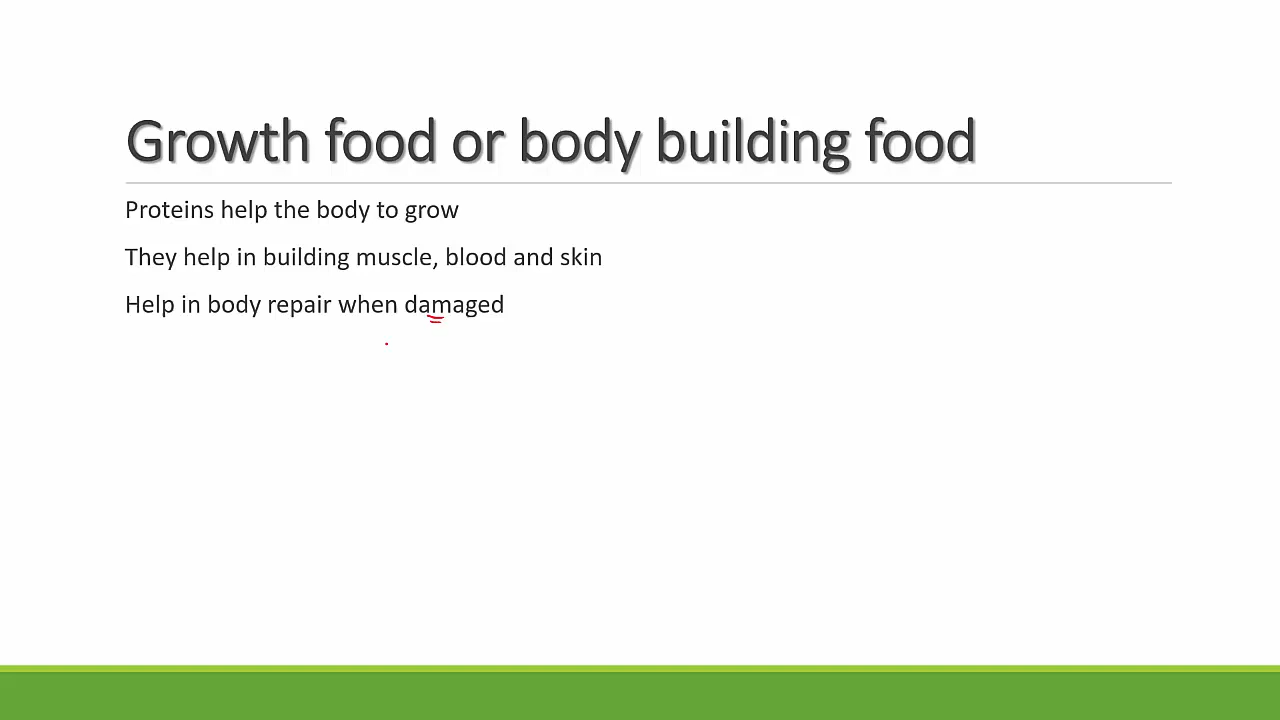 Growth food or body building food
Proteins help the body to grow
They help in building muscle, blood and skin
Help in body repair when damaged